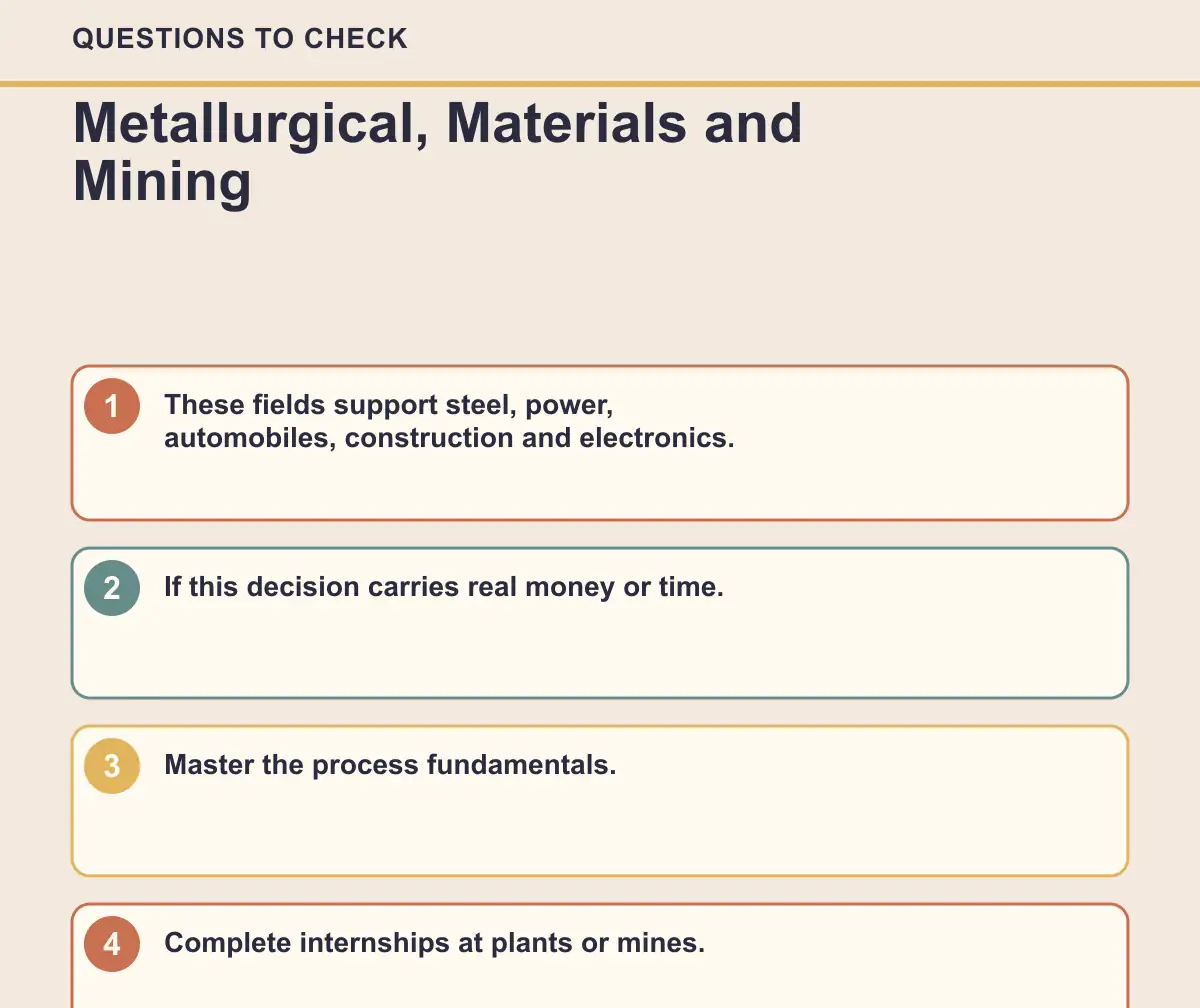 QUESTIONS TO CHECK
Metallurgical, Materials and
Mining
1
These fields support steel, power,
automobiles, construction and electronics.
2
If this decision carries real money or time.
3
Master the process fundamentals.
4
Complete internships at plants or mines.